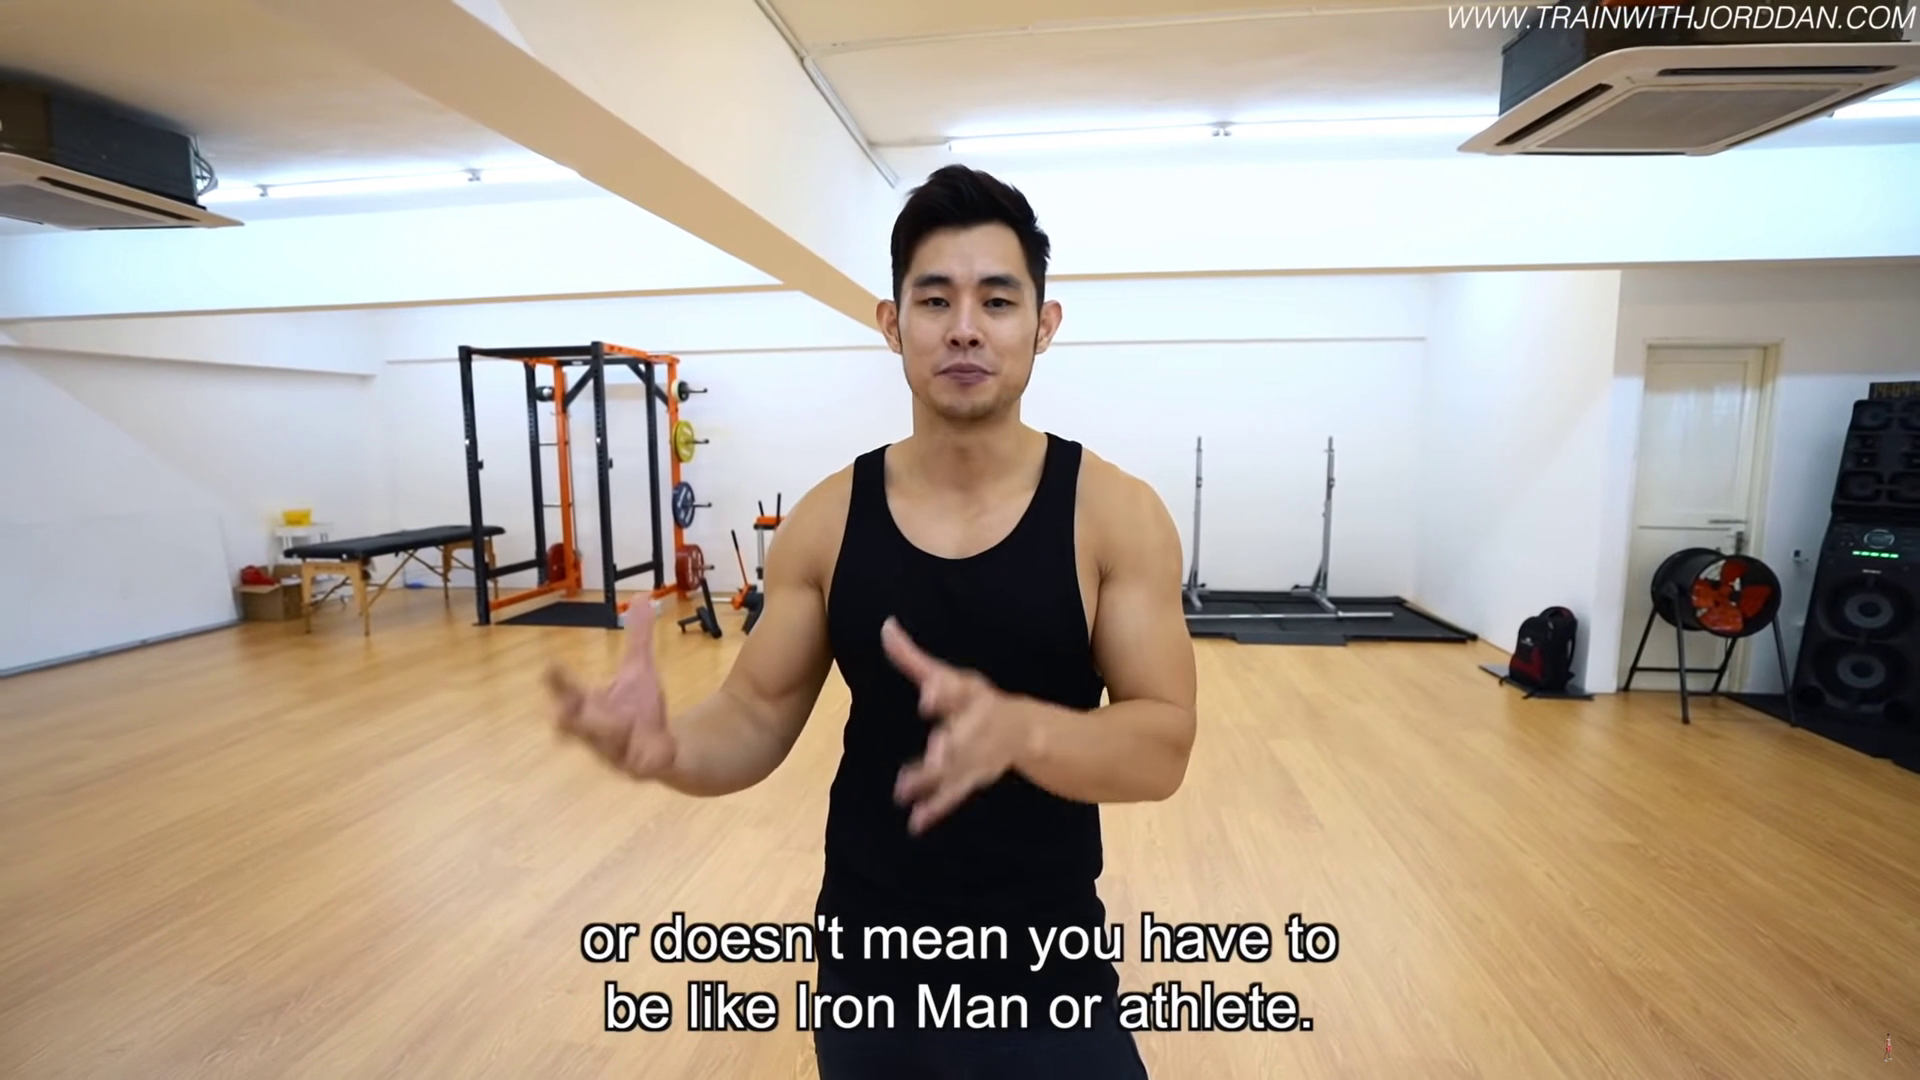 WWW.TRAINWITHJORDDAN.COM
or doesn't mean you have to
be like Iron Man or athlete.